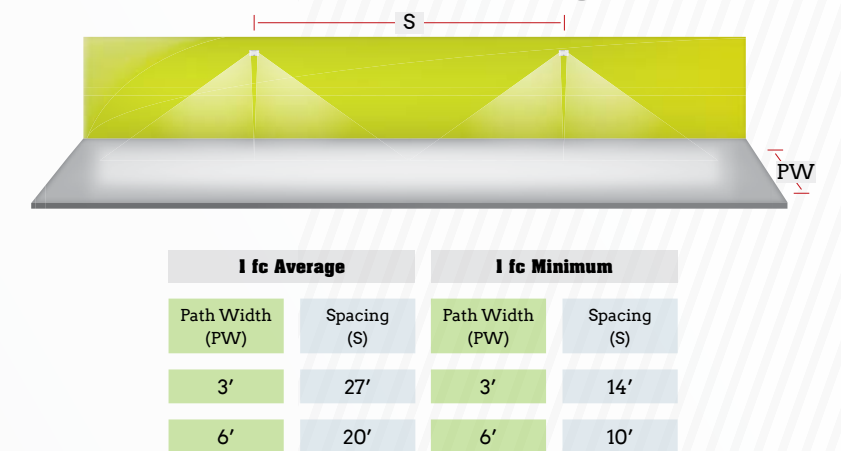 S
PW
1 fc Average
1 fc Minimum
Path Width
(PW)
Spacing
(S)
Path Width
(PW)
Spacing
(S)
3′ 27′ 3′ 14′
6′ 20′ 6′ 10′